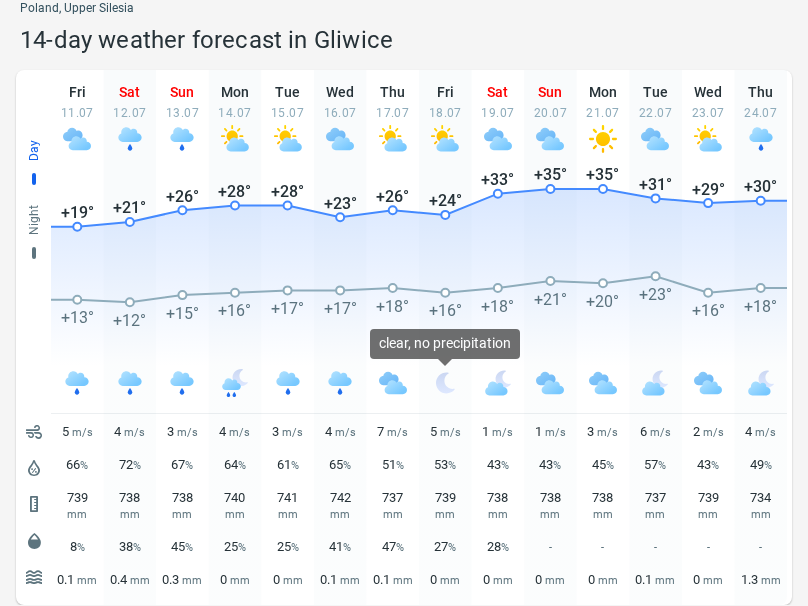 Poland, Upper Silesia
14-day weather forecast in Gliwice
Fri Sat Sun Mon Tue Wed Thu Fri Sat Sun Mon Tue Wed Thu
11.07 12.07 13.07 14.07 15.07 16.07 17.07 18.07 19.07 20.07 21.07 22.07 23.07 24.07
Day
+19° +21° +26° +28° +28° +23° +26° +24° +33° +35° +35° +31° +29° +30°
Night
+13° +12° +15° +16° +17° +17° +18° +16° +18° +21° +20° +23° +16° +18°
clear, no precipitation
5 m/s 4 m/s 3 m/s 4 m/s 3 m/s 4 m/s 7 m/s 5 m/s 1 m/s 1 m/s 3 m/s 6 m/s 2 m/s 4 m/s
66% 72% 67% 64% 61% 65% 51% 53% 43% 43% 45% 57% 43% 49%
739 738 738 740 741 742 737 739 738 738 738 737 739 734
mm mm mm mm mm mm mm mm mm mm mm mm mm mm
8% 38% 45% 25% 25% 41% 47% 27% 28% - - - - -
0.1 mm 0.4 mm 0.3 mm 0 mm 0 mm 0.1 mm 0.1 mm 0 mm 0 mm 0 mm 0 mm 0.1 mm 0 mm 1.3 mm